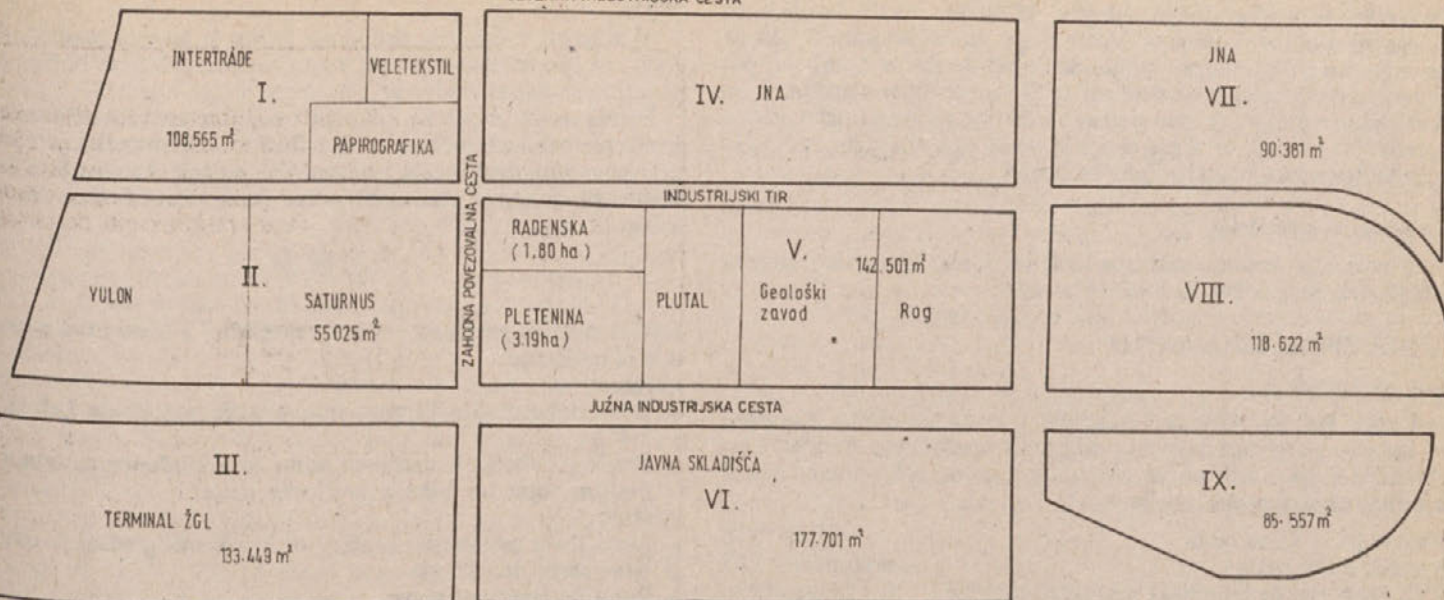 INDUSTRIJSKA CESTA
INTERTRADE
VELETEKSTIL
I.
108.565 m²
PAPIROGRAFIKA
IV. JNA
JNA
VII.
90.381 m²
ZAHODNA POVEZOVALNA CESTA
INDUSTRIJSKI TIR
YULON
II.
SATURNUS
55025 m²
RADENSKA
(1,80 ha)
PLETENINA
(3.19ha)
PLUTAL
V.
142.501 m²
Geološki
zavod
Rog
VIII.
118.622 m²
JUŽNA INDUSTRIJSKA CESTA
III.
TERMINAL ŽGL
133.449 m²
JAVNA SKLADIŠČA
VI.
177.701 m²
IX.
85.557 m²